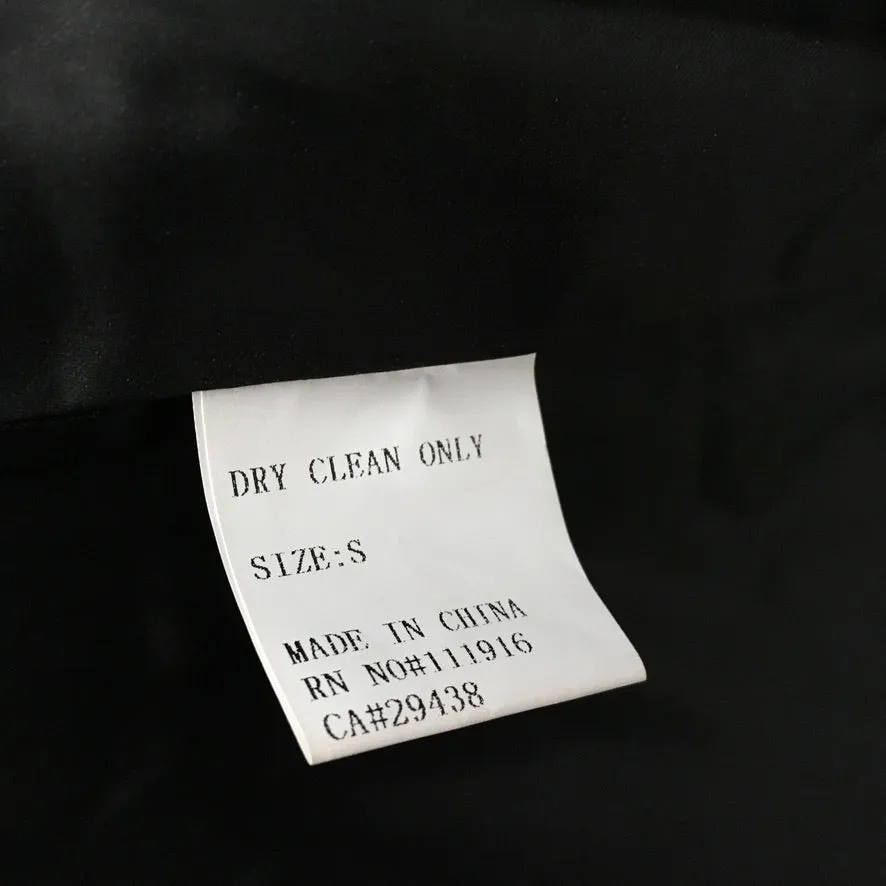 DRY CLEAN ONLY
SIZE:S
MADE IN CHINA
RN NO#111916
CA#29438